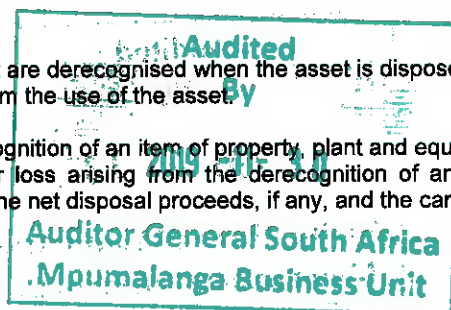 Audited
are derecognised when the asset is dispose
m the use of the asset.
By
ognition of an item of property, plant and equ
r loss arising from the derecognition of an
2019 -11- 30
he net disposal proceeds, if any, and the car
Auditor General South Africa
Mpumalanga Business Unit